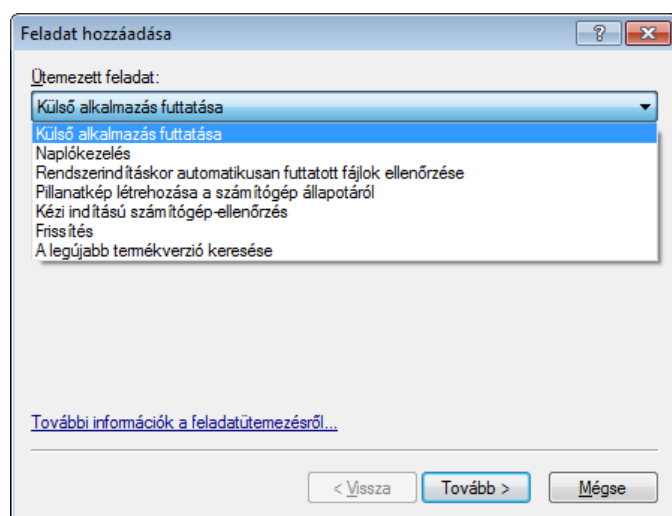 Feladat hozzáadása
Ütemezett feladat:
Külső alkalmazás futtatása
Külső alkalmazás futtatása
Naplókezelés
Rendszerindításkor automatikusan futtatott fájlok ellenőrzése
Pillanatkép létrehozása a számítógép állapotáról
Kézi indítású számítógép-ellenőrzés
Frissítés
A legújabb termékverzió keresése
További információk a feladatütemezésről...
< Vissza
Tovább >
Mégse